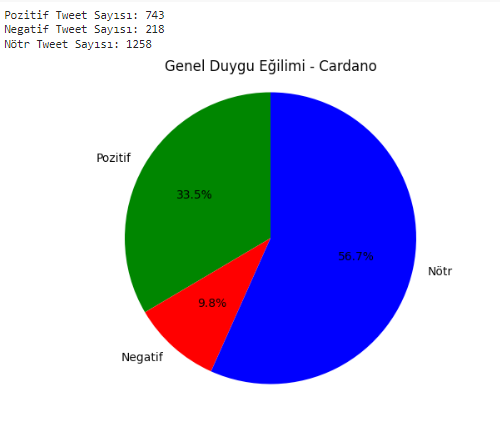 Pozitif Tweet Sayısı: 743
Negatif Tweet Sayısı: 218
Nötr Tweet Sayısı: 1258
Genel Duygu Eğilimi - Cardano
Pozitif
33.5%
56.7%
Nötr
9.8%
Negatif